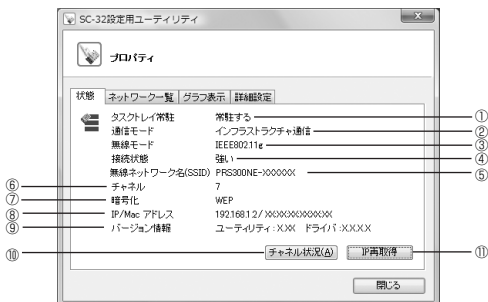 SC-32設定用ユーティリティ
プロパティ
状態 ネットワーク一覧 グラフ表示 詳細設定
タスクトレイ常駐 常駐する ①
通信モード インフラストラクチャ通信 ②
無線モード IEEE802.11g ③
接続状態 強い ④
無線ネットワーク名(SSID) PRS300NE-XXXXXX ⑤
⑥ チャネル 7
⑦ 暗号化 WEP
⑧ IP/Mac アドレス 192.168.1.2 / XX:XX:XX:XX:XX:XX
⑨ バージョン情報 ユーティリティ : X.XX ドライバ : X.X.X.X
⑩ チャネル状況(A) IP再取得 ⑪
閉じる